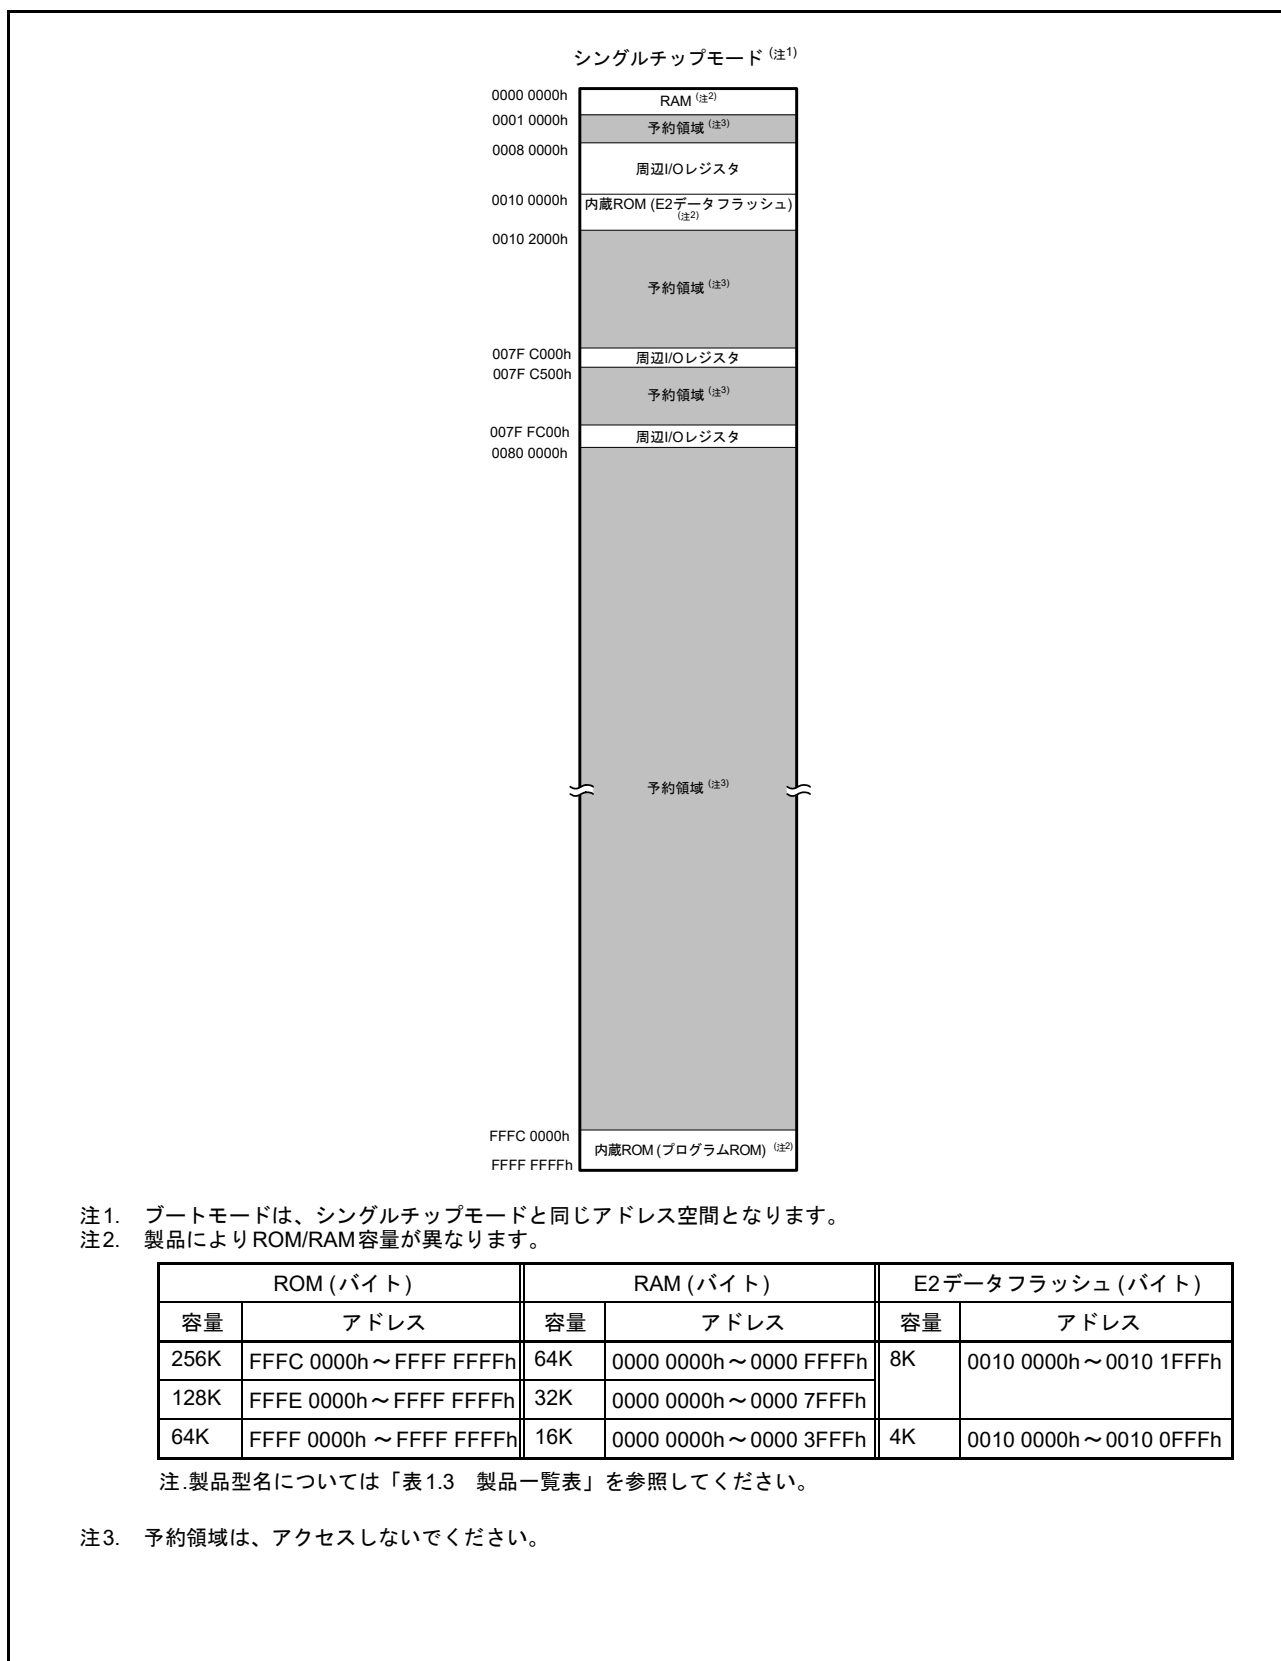 シングルチップモード (注1)
0000 0000h
RAM (注2)
0001 0000h
予約領域 (注3)
0008 0000h
周辺I/Oレジスタ
0010 0000h
内蔵ROM (E2データフラッシュ)
(注2)
0010 2000h
予約領域 (注3)
007F C000h
周辺I/Oレジスタ
007F C500h
予約領域 (注3)
007F FC00h
周辺I/Oレジスタ
0080 0000h
予約領域 (注3)
FFFC 0000h
内蔵ROM (プログラムROM) (注2)
FFFF FFFFh
注1. ブートモードは、シングルチップモードと同じアドレス空間となります。
注2. 製品によりROM/RAM容量が異なります。
ROM (バイト) RAM (バイト) E2データフラッシュ (バイト)
容量 アドレス 容量 アドレス 容量 アドレス
256K FFFC 0000h～FFFF FFFFh 64K 0000 0000h～0000 FFFFh 8K 0010 0000h～0010 1FFFh
128K FFFE 0000h～FFFF FFFFh 32K 0000 0000h～0000 7FFFh
64K FFFF 0000h ～FFFF FFFFh 16K 0000 0000h～0000 3FFFh 4K 0010 0000h～0010 0FFFh
注.製品型名については「表1.3 製品一覧表」を参照してください。
注3. 予約領域は、アクセスしないでください。